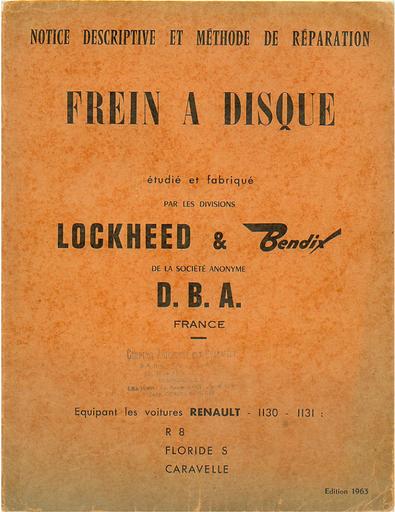 NOTICE DESCRIPTIVE ET MÉTHODE DE RÉPARATION
FREIN A DISQUE
étudié et fabriqué
PAR LES DIVISIONS
LOCKHEED & Bendix
DE LA SOCIÉTÉ ANONYME
D. B. A.
FRANCE
Equipant les voitures RENAULT - 1130 - 1131 :
R 8
FLORIDE S
CARAVELLE
Edition 1963